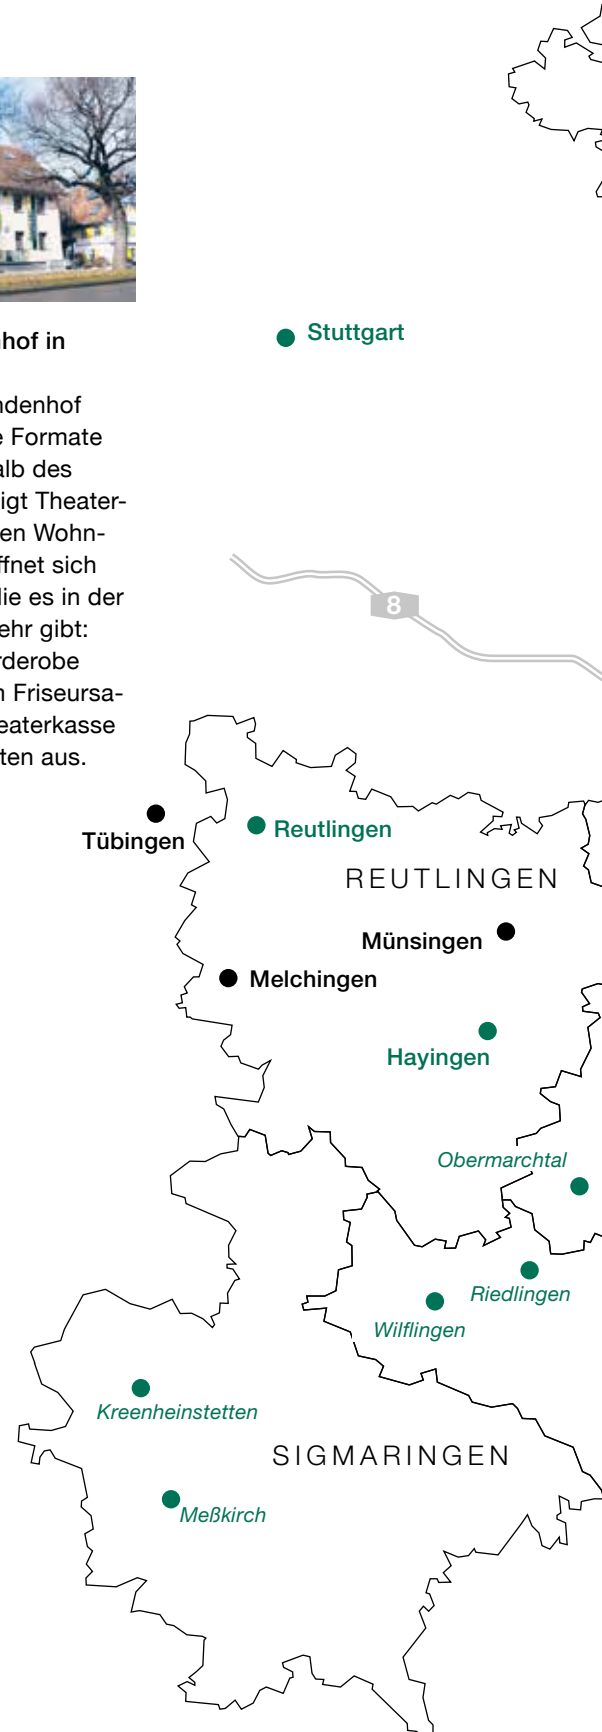 hof in
ndenhof
e Formate
alb des
igt Theater-
en Wohn-
ffnet sich
lie es in der
ehr gibt:
rderobe
n Friseursa-
eaterkasse
ten aus.
Stuttgart
8
Tübingen
Reutlingen
REUTLINGEN
Münsingen
Melchingen
Hayingen
Obermarchtal
Riedlingen
Wilflingen
Kreenheinstetten
SIGMARINGEN
Meßkirch